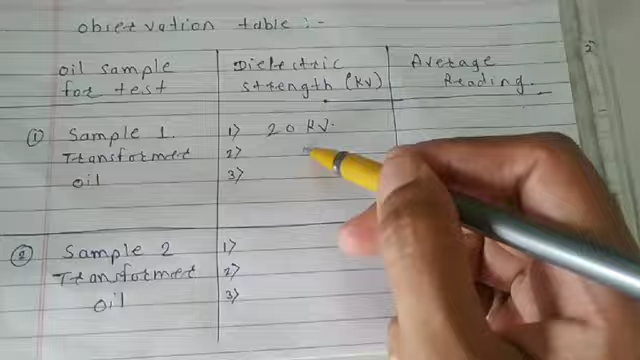 observation table :-
oil sample for test
Dielectric strength (kv)
Average Reading.
① Sample 1. Transformer oil
1) 20 kv.
2)
3)
② Sample 2 Transformer oil
1)
2)
3)